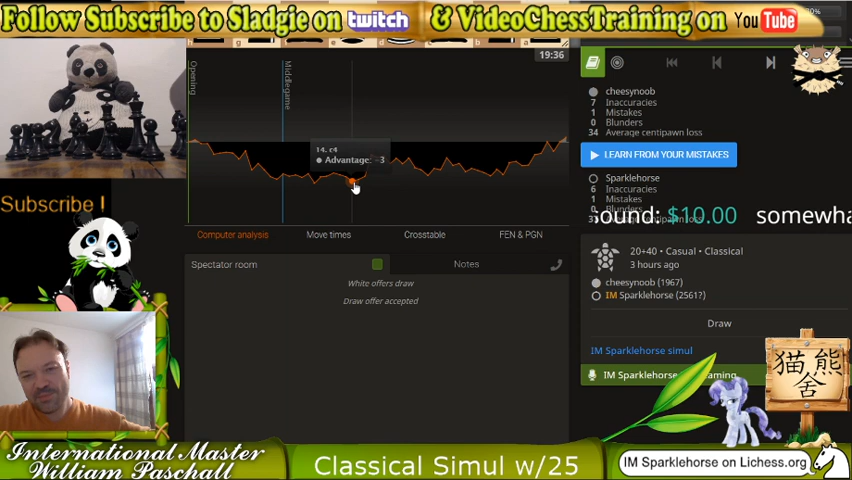 Follow Subscribe to Sladgie on twitch & VideoChessTraining on YouTube
19:36
Opening
Middlegame
14. c4
Advantage: -3
Computer analysis
Move times
Crosstable
FEN & PGN
Spectator room
Notes
White offers draw
Draw offer accepted
cheesynoob
7 Inaccuracies
1 Mistakes
0 Blunders
34 Average centipawn loss
LEARN FROM YOUR MISTAKES
Sparklehorse
6 Inaccuracies
1 Mistakes
0 Blunders
sound: $10.00 somewha
20+40 • Casual • Classical
3 hours ago
cheesynoob (1967)
IM Sparklehorse (2561?)
Draw
IM Sparklehorse simul
IM Sparklehorse
Subscribe !
猫熊
舍
International Master
William Paschall
Classical Simul w/25
IM Sparklehorse on Lichess.org